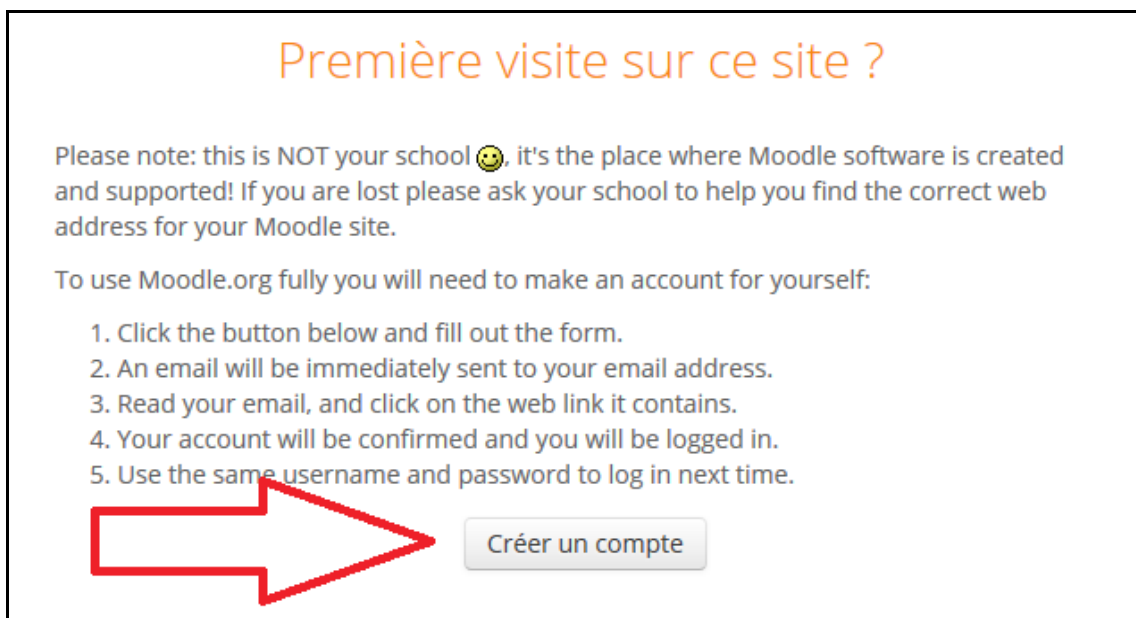 Première visite sur ce site ?
Please note: this is NOT your school, it's the place where Moodle software is created
and supported! If you are lost please ask your school to help you find the correct web
address for your Moodle site.
To use Moodle.org fully you will need to make an account for yourself:
1. Click the button below and fill out the form.
2. An email will be immediately sent to your email address.
3. Read your email, and click on the web link it contains.
4. Your account will be confirmed and you will be logged in.
5. Use the same username and password to log in next time.
Créer un compte